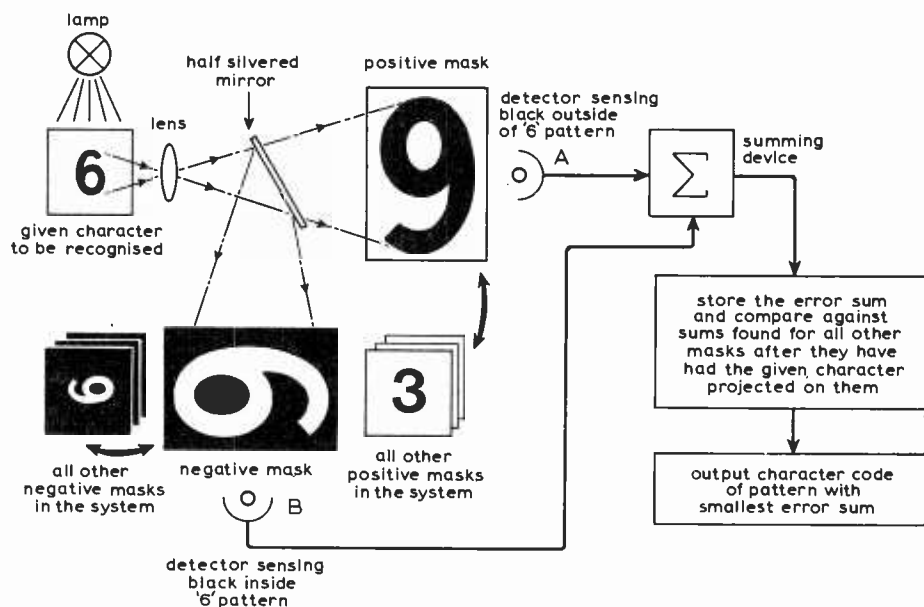 lamp
half silvered
mirror
positive mask
lens
6
given character
to be recognised
9
detector sensing
black outside
of '6' pattern
A
Σ
summing
device
store the error sum
and compare against
sums found for all other
masks after they have
had the given character
projected on them
output character code
of pattern with
smallest error sum
9
all other
negative masks
in the system
6
negative mask
3
all other
positive masks
in the system
B
detector sensing
black inside
'6' pattern